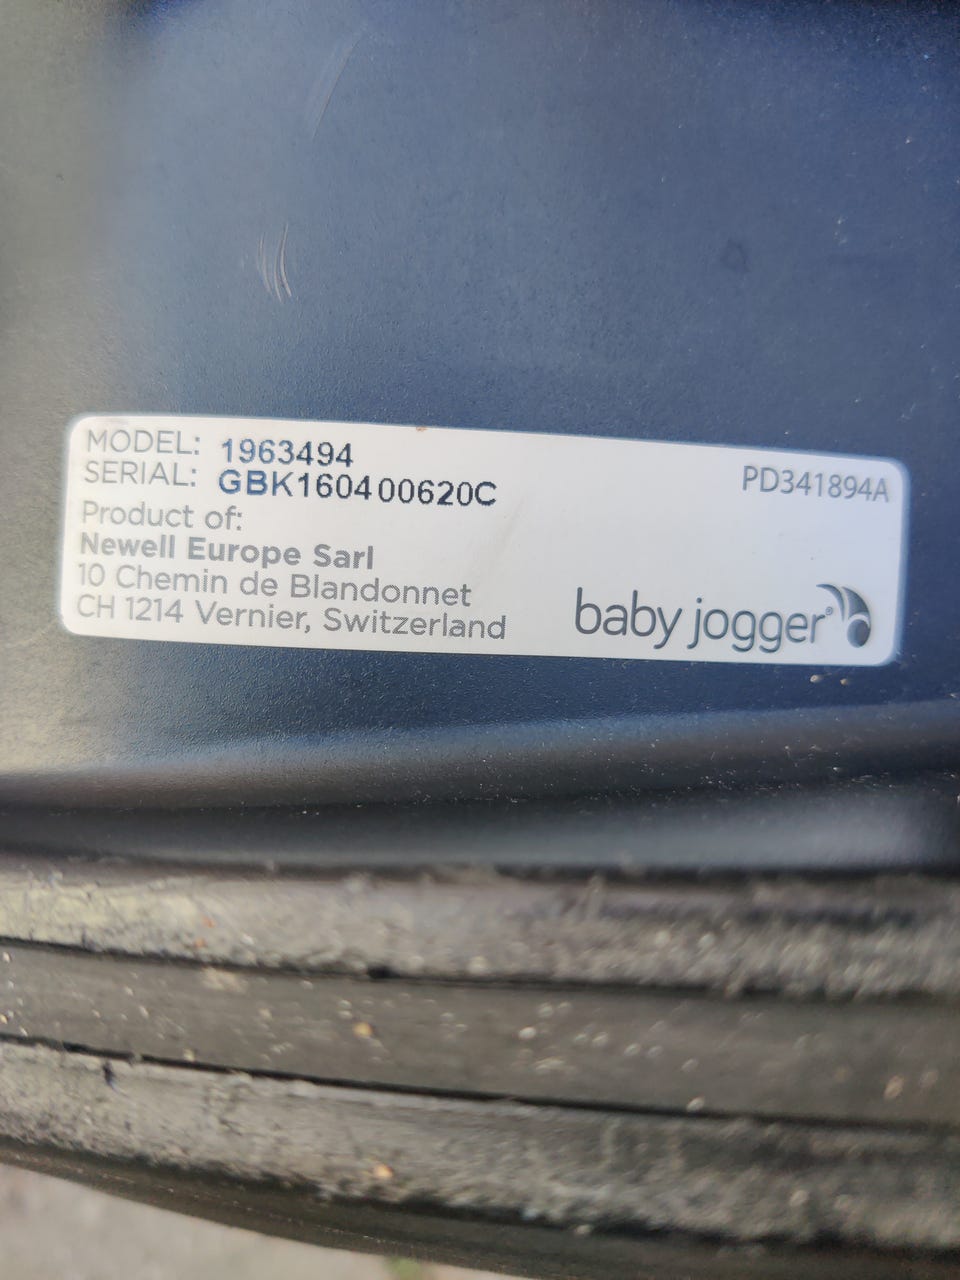 MODEL: 1963494
SERIAL: GBK160400620C
PD341894A
Product of:
Newell Europe Sarl
10 Chemin de Blandonnet
CH 1214 Vernier, Switzerland
baby jogger®